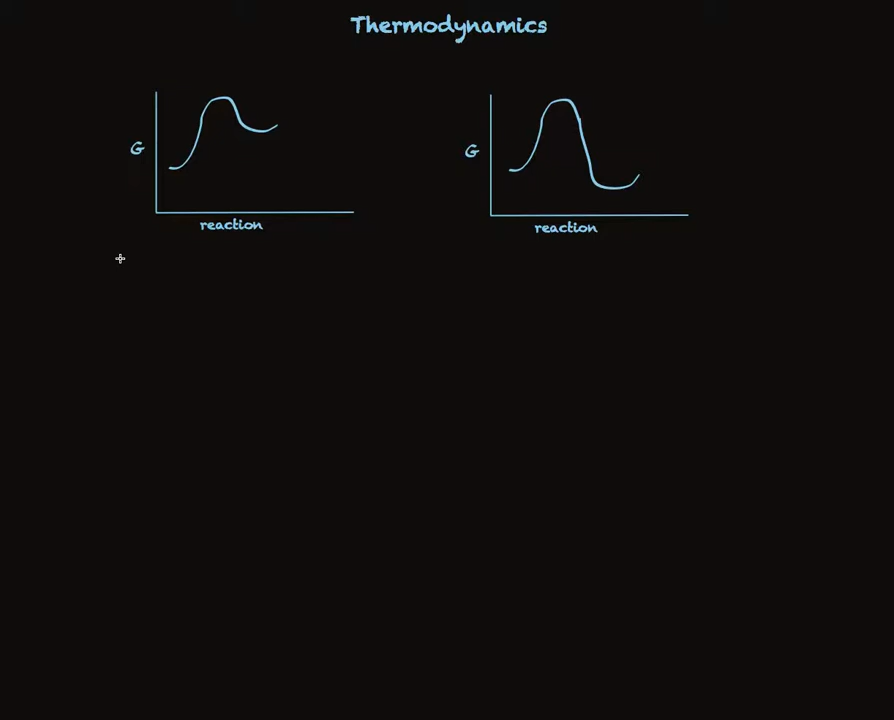 Thermodynamics
G
reaction
G
reaction